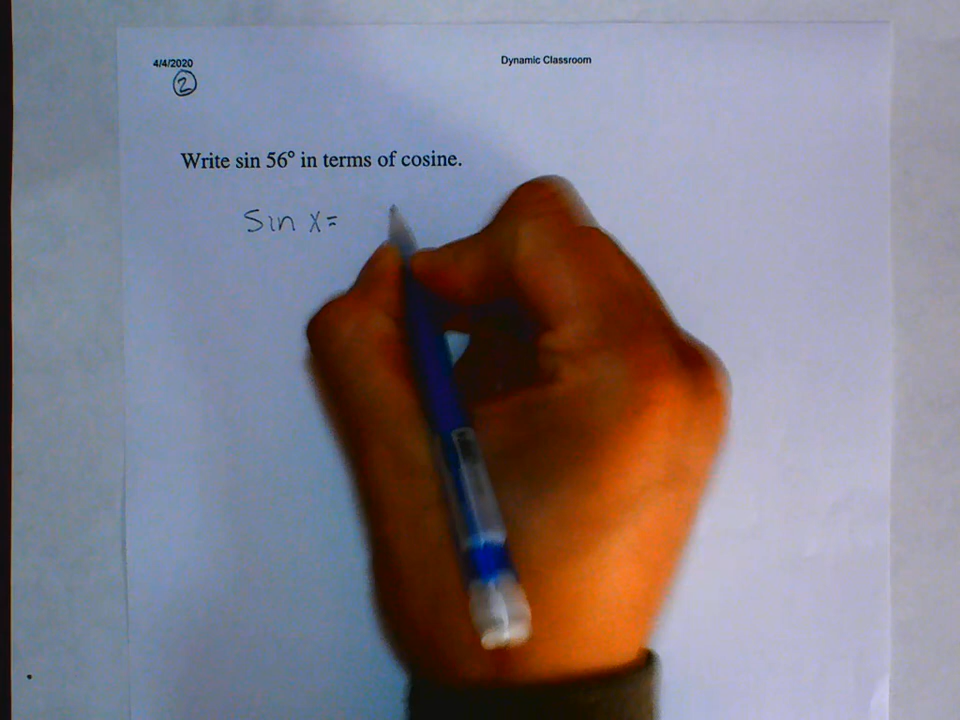 4/4/2020 Dynamic Classroom
2
Write sin 56° in terms of cosine.
Sin x=